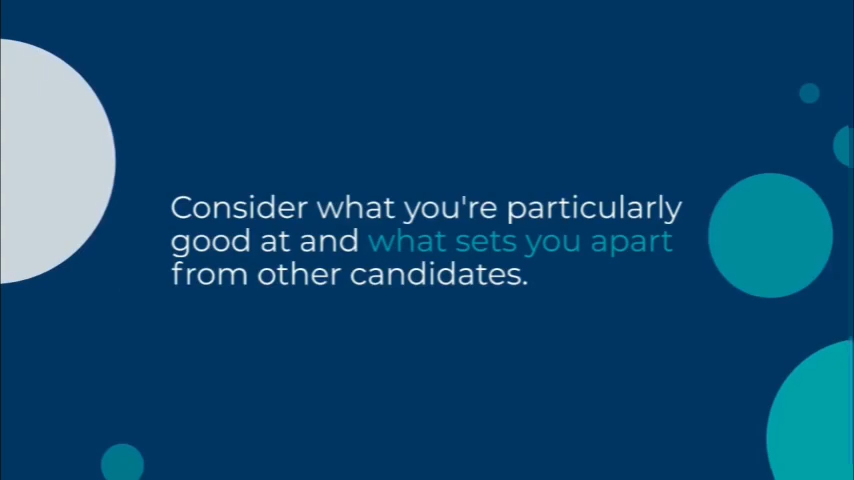 Consider what you're particularly
good at and what sets you apart
from other candidates.